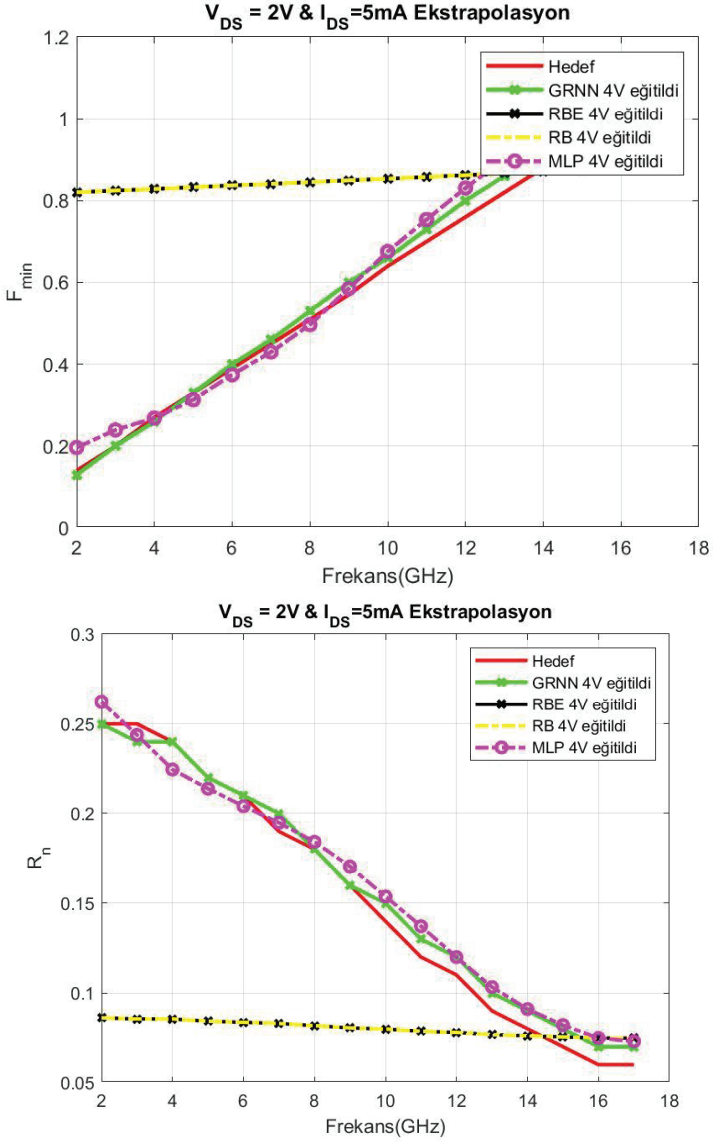 V_DS = 2V & I_DS=5mA Ekstrapolasyon
1.2
1
0.8
0.6
0.4
0.2
0
F_min
Hedef
GRNN 4V eğitildi
RBE 4V eğitildi
RB 4V eğitildi
MLP 4V eğitildi
2 4 6 8 10 12 14 16 18
Frekans(GHz)
V_DS = 2V & I_DS=5mA Ekstrapolasyon
0.3
0.25
0.2
0.15
0.1
0.05
R_n
Hedef
GRNN 4V eğitildi
RBE 4V eğitildi
RB 4V eğitildi
MLP 4V eğitildi
2 4 6 8 10 12 14 16 18
Frekans(GHz)